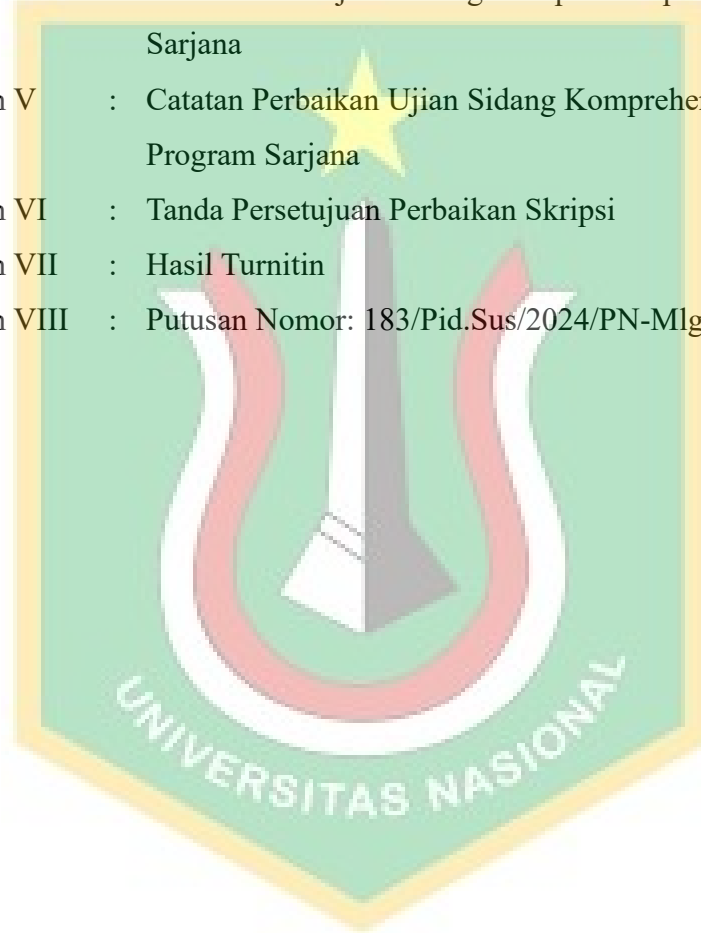 Sarjana
V : Catatan Perbaikan Ujian Sidang
Program Sarjana
VI : Tanda Persetujuan Perbaikan Skripsi
VII : Hasil Turnitin
VIII : Putusan Nomor: 183/Pid.Sus/2024/PN-Mlg
UNIVERSITAS NASIONAL